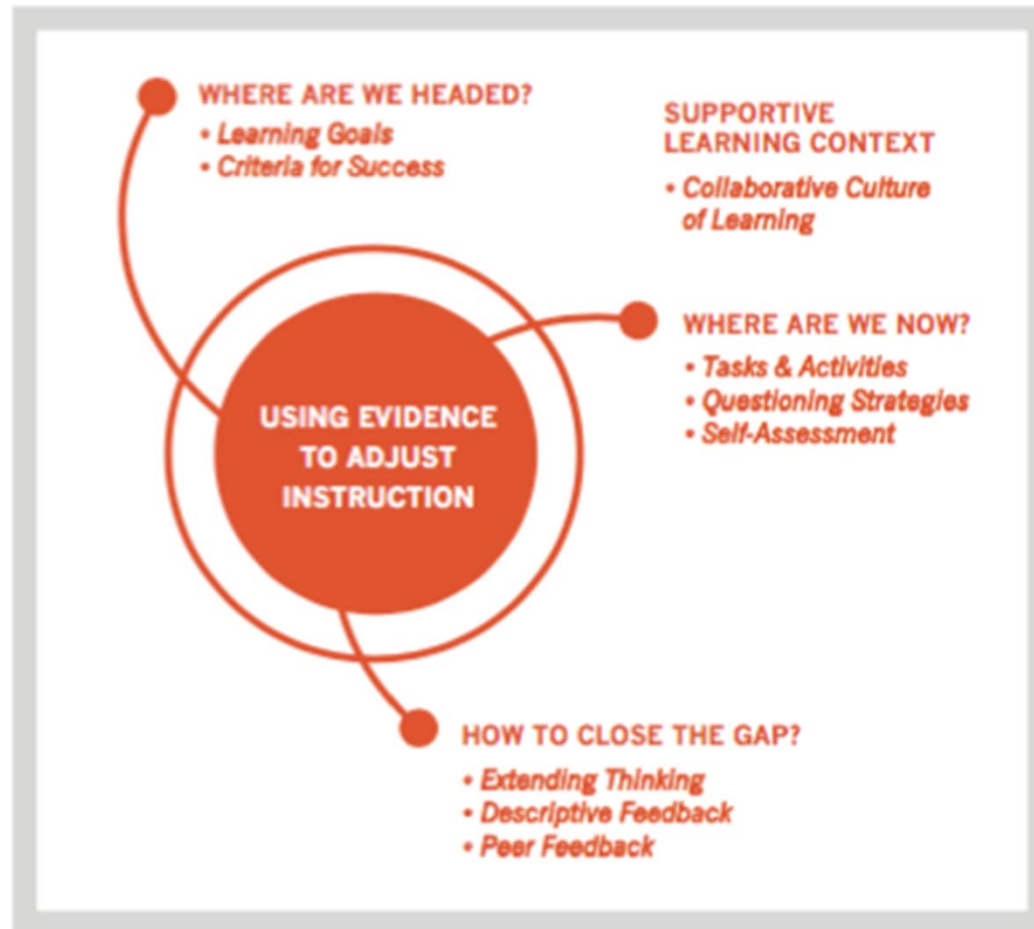 WHERE ARE WE HEADED?
• Learning Goals
• Criteria for Success
SUPPORTIVE
LEARNING CONTEXT
• Collaborative Culture
of Learning
WHERE ARE WE NOW?
• Tasks & Activities
• Questioning Strategies
• Self-Assessment
USING EVIDENCE
TO ADJUST
INSTRUCTION
HOW TO CLOSE THE GAP?
• Extending Thinking
• Descriptive Feedback
• Peer Feedback